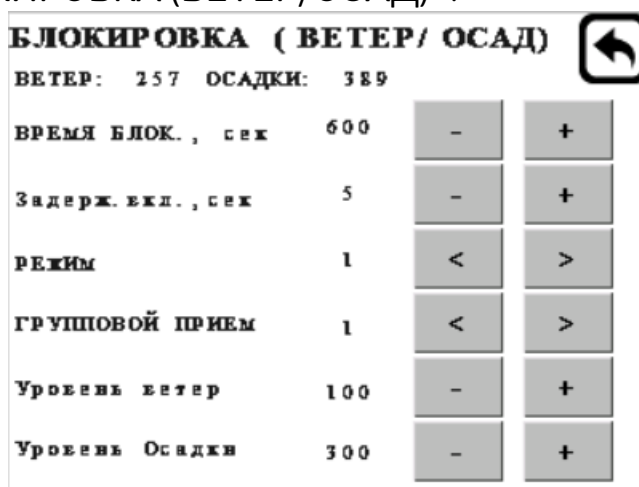 БЛОКИРОВКА ( ВЕТЕР/ ОСАД)
ВЕТЕР: 257 ОСАДКИ: 389
ВРЕМЯ БЛОК., сек 600 - +
Задерж.вкл.,сек 5 - +
РЕЖИМ 1 < >
ГРУППОВОЙ ПРИЕМ 1 < >
Уровень ветер 100 - +
Уровень Осадки 300 - +